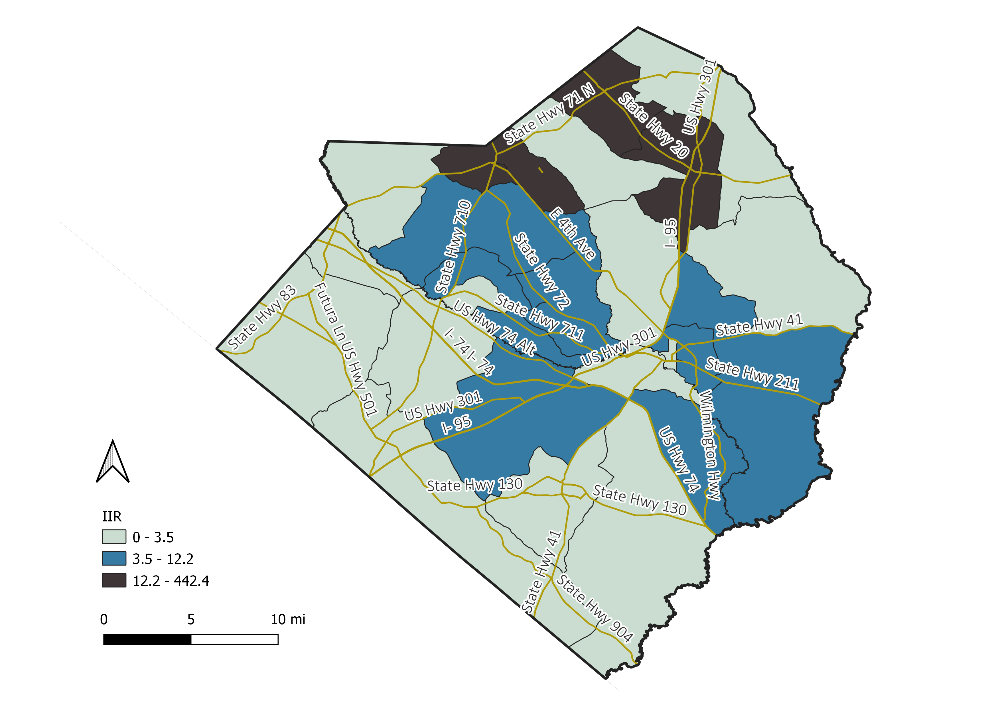 US Hwy 301
State Hwy 71 N
State Hwy 20
State Hwy 710
E 4th Ave
I- 95
State Hwy 72
State Hwy 83
Futura Ln
US Hwy 501
State Hwy 711
US Hwy 74 Alt
I- 74
I- 74
US Hwy 301
State Hwy 41
State Hwy 211
US Hwy 301
I- 95
Wilmington Hwy
US Hwy 74
State Hwy 130
State Hwy 130
State Hwy 41
State Hwy 904
IIR
0 - 3.5
3.5 - 12.2
12.2 - 442.4
0 5 10 mi